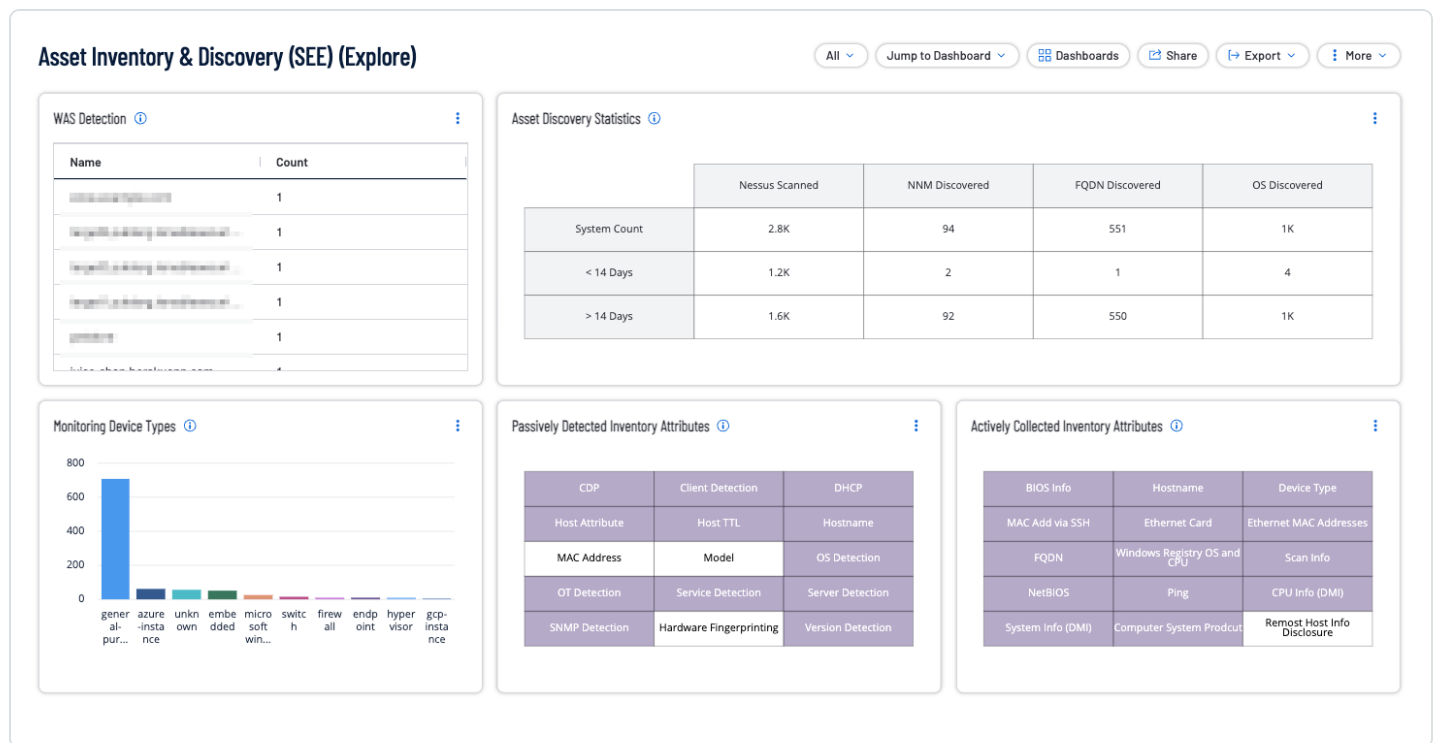 Asset Inventory & Discovery (SEE) (Explore)
All
Jump to Dashboard
Dashboards
Share
Export
More
WAS Detection
Name Count
1
1
1
1
1
Asset Discovery Statistics
Nessus Scanned NNM Discovered FQDN Discovered OS Discovered
System Count 2.8K 94 551 1K
< 14 Days 1.2K 2 1 4
> 14 Days 1.6K 92 550 1K
Monitoring Device Types
800
600
400
200
0
gener azure unkn embe micro switc firew endp hyper gcp-
al- -insta own dded soft h all oint visor insta
pur... nce win... nce
Passively Detected Inventory Attributes
CDP Client Detection DHCP
Host Attribute Host TTL Hostname
MAC Address Model OS Detection
OT Detection Service Detection Server Detection
SNMP Detection Hardware Fingerprinting Version Detection
Actively Collected Inventory Attributes
BIOS Info Hostname Device Type
MAC Add via SSH Ethernet Card Ethernet MAC Addresses
FQDN Windows Registry OS and Scan Info
CPU
NetBIOS Ping CPU Info (DMI)
System Info (DMI) Computer System Prodcut Remost Host Info
Disclosure